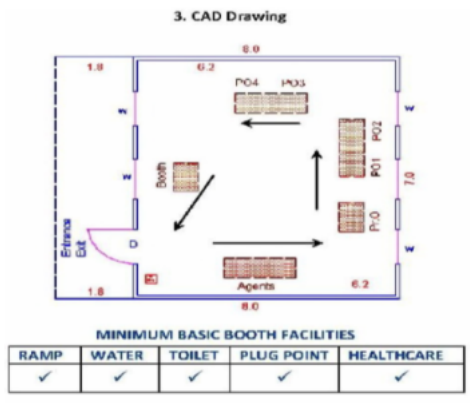 3. CAD Drawing
8.0
1.8 6.2
PO4 PO3
W W
PO2
Booth
W
PO1
7.0
Entrance
Exit
D
Pr.O
W
Agents
1.8 6.2
8.0
MINIMUM BASIC BOOTH FACILITIES
RAMP WATER TOILET PLUG POINT HEALTHCARE
✓ ✓ ✓ ✓ ✓